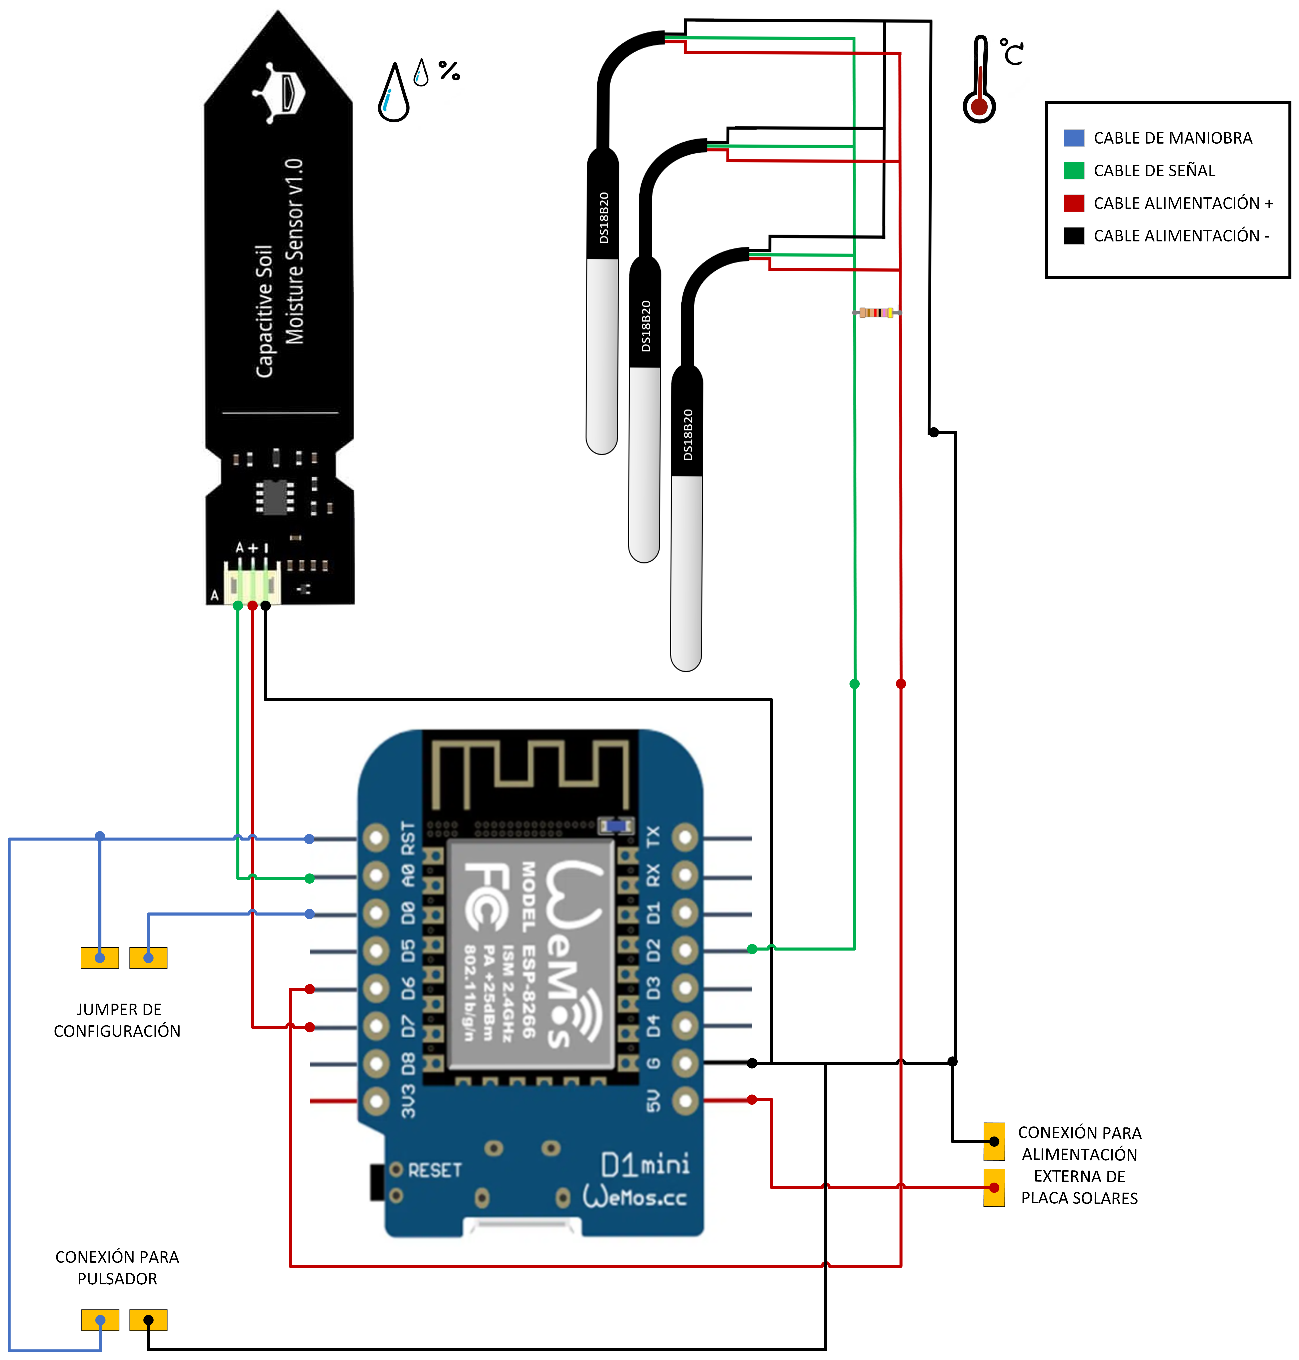 Capacitive Soil
Moisture Sensor v1.0
A + -
A
%
°C
DS18B20
DS18B20
DS18B20
CABLE DE MANIOBRA
CABLE DE SEÑAL
CABLE ALIMENTACIÓN +
CABLE ALIMENTACIÓN -
RST
A0
D0
D5
D6
D7
D8
3V3
TX
RX
D1
D2
D3
D4
G
5V
WeMos
MODEL ESP-8266
ISM 2.4GHz
PA +25dBm
802.11b/g/n
FC
RESET
D1mini
WeMos.cc
JUMPER DE
CONFIGURACIÓN
CONEXIÓN PARA
ALIMENTACIÓN
EXTERNA DE
PLACA SOLARES
CONEXIÓN PARA
PULSADOR